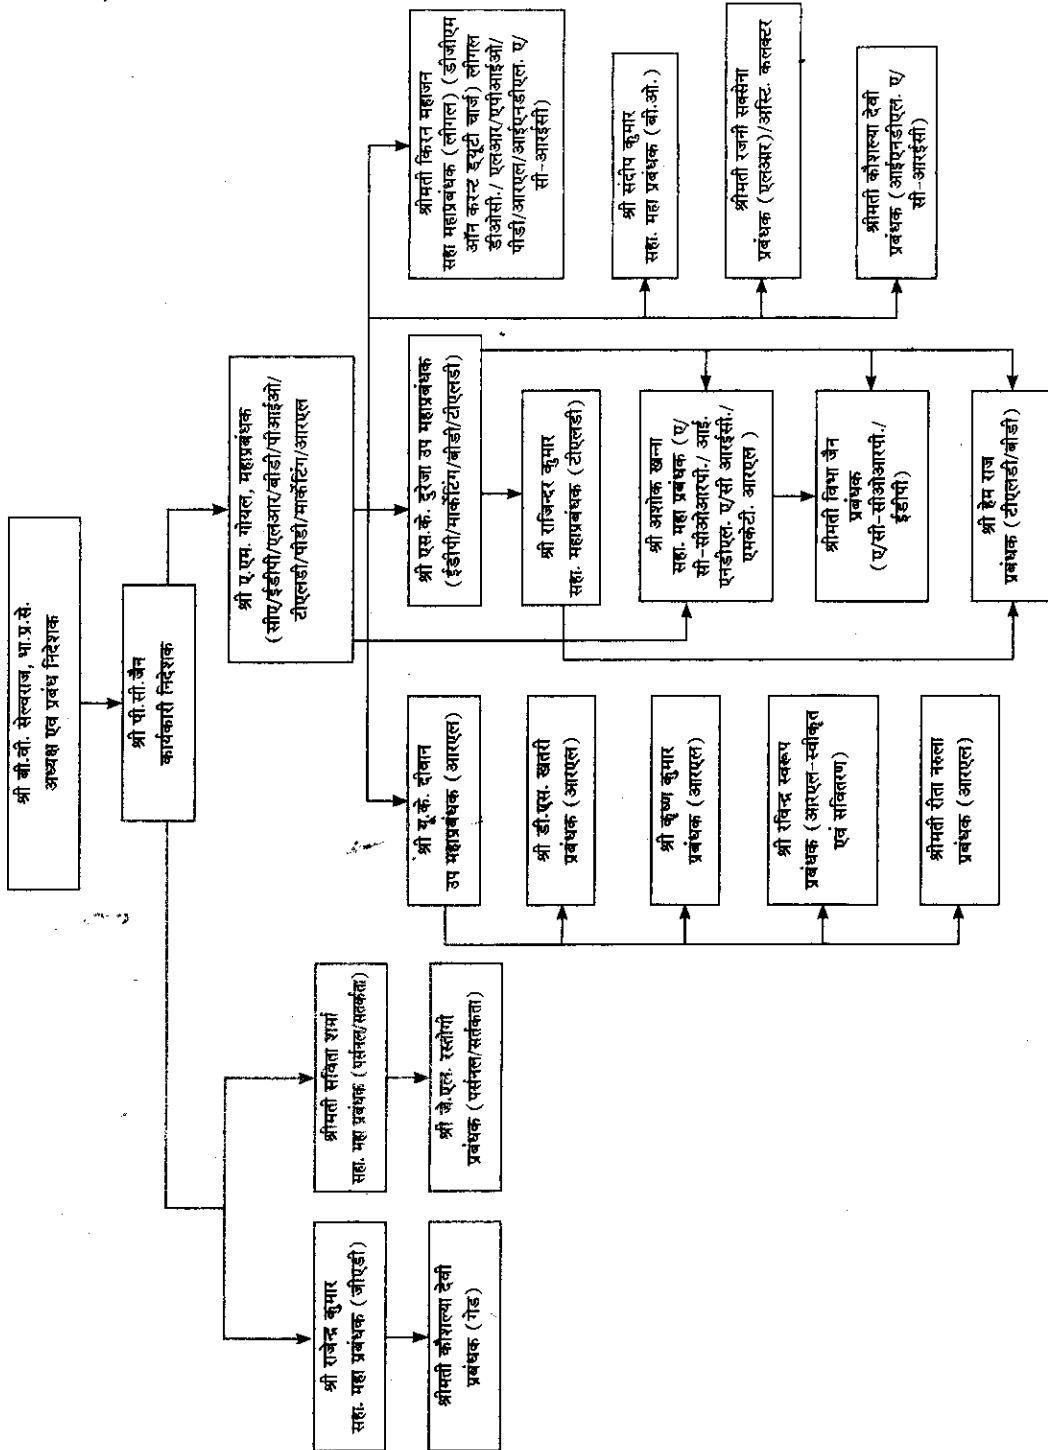 श्री बी.वी. सेल्वराज, भा.प्र.से.
अध्यक्ष एवं प्रबंध निदेशक
श्री पी.सी.जैन
कार्यकारी निदेशक
श्री राजेन्द्र कुमार
सहा. महा प्रबंधक (जीएडी)
श्रीमती कौशल्या देवी
प्रबंधक (गेड)
श्रीमती सविता शर्मा
सहा. महा प्रबंधक (पर्सनल/सतर्कता)
श्री जे.एल. रस्तोगी
प्रबंधक (पर्सनल/सर्तकता)
श्री ए.एम. गोयल, महाप्रबंधक
(सीए/ईडीपी/एलआर/बीडी/पीआईओ/
टीएलडी/पीडी/मार्केटिंग/आरएल
श्री यू.के. दीवान
उप महाप्रबंधक (आरएल)
श्री डी.एस. खतरी
प्रबंधक (आरएल)
श्री कृष्ण कुमार
प्रबंधक (आरएल)
श्री रविन्द्र स्वरूप
प्रबंधक (आरएल-स्वीकृत
एवं सवितरण)
श्रीमती रीता नरुला
प्रबंधक (आरएल)
श्री एस.के. दुरेजा उप महाप्रबंधक
(ईडीपी/मार्केटिंग/बीडी/टीएलडी)
श्री राजिन्दर कुमार
सहा. महाप्रबंधक (टीएलडी)
श्री अशोक खन्ना
सहा. महा प्रबंधक (ए/
सी-सीओआरपी./ आई.
एनडीएल. ए/सी आरईसी./
एमकेटी. आरएल )
श्रीमती विभा जैन
प्रबंधक
(ए/सी-सीओआरपी./
ईडीपी)
श्री हेम राज
प्रबंधक (टीएलडी/बीडी)
श्रीमती किरन महाजन
सहा महाप्रबंधक (लीगल) (डीजीएम
ऑन करन्ट ड्यूटी चार्ज) लीगल
डीओसी./ एलआर/एपीआईओ/
पीडी/आरएल/आईएनडीएल. ए/
सी-आरईसी)
श्री संदीप कुमार
सहा. महा प्रबंधक (बी.ओ.)
श्रीमती रजनी सक्सेना
प्रबंधक (एलआर)/अस्टि. कलक्टर
श्रीमती कौशल्या देवी
प्रबंधक (आईएनडीएल. ए/
सी-आरईसी)